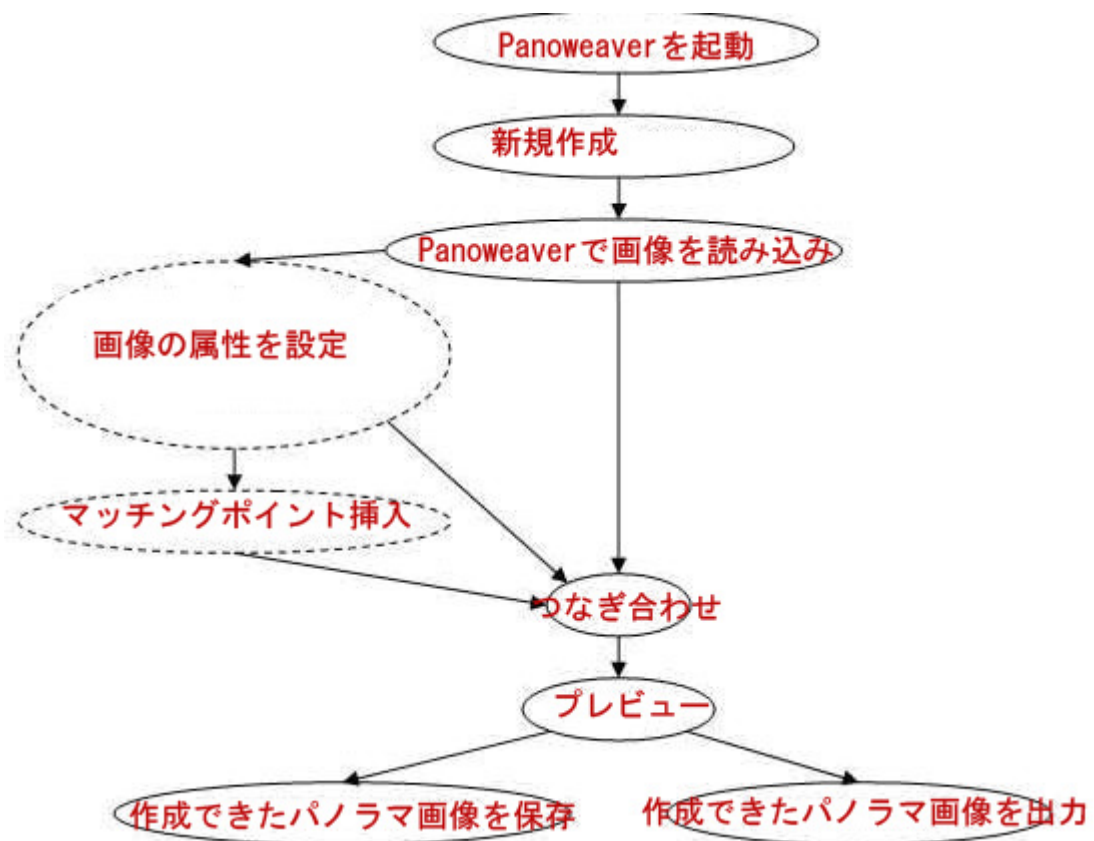 Panoweaverを起動
新規作成
Panoweaverで画像を読み込み
画像の属性を設定
マッチングポイント挿入
つなぎ合わせ
プレビュー
作成できたパノラマ画像を保存
作成できたパノラマ画像を出力